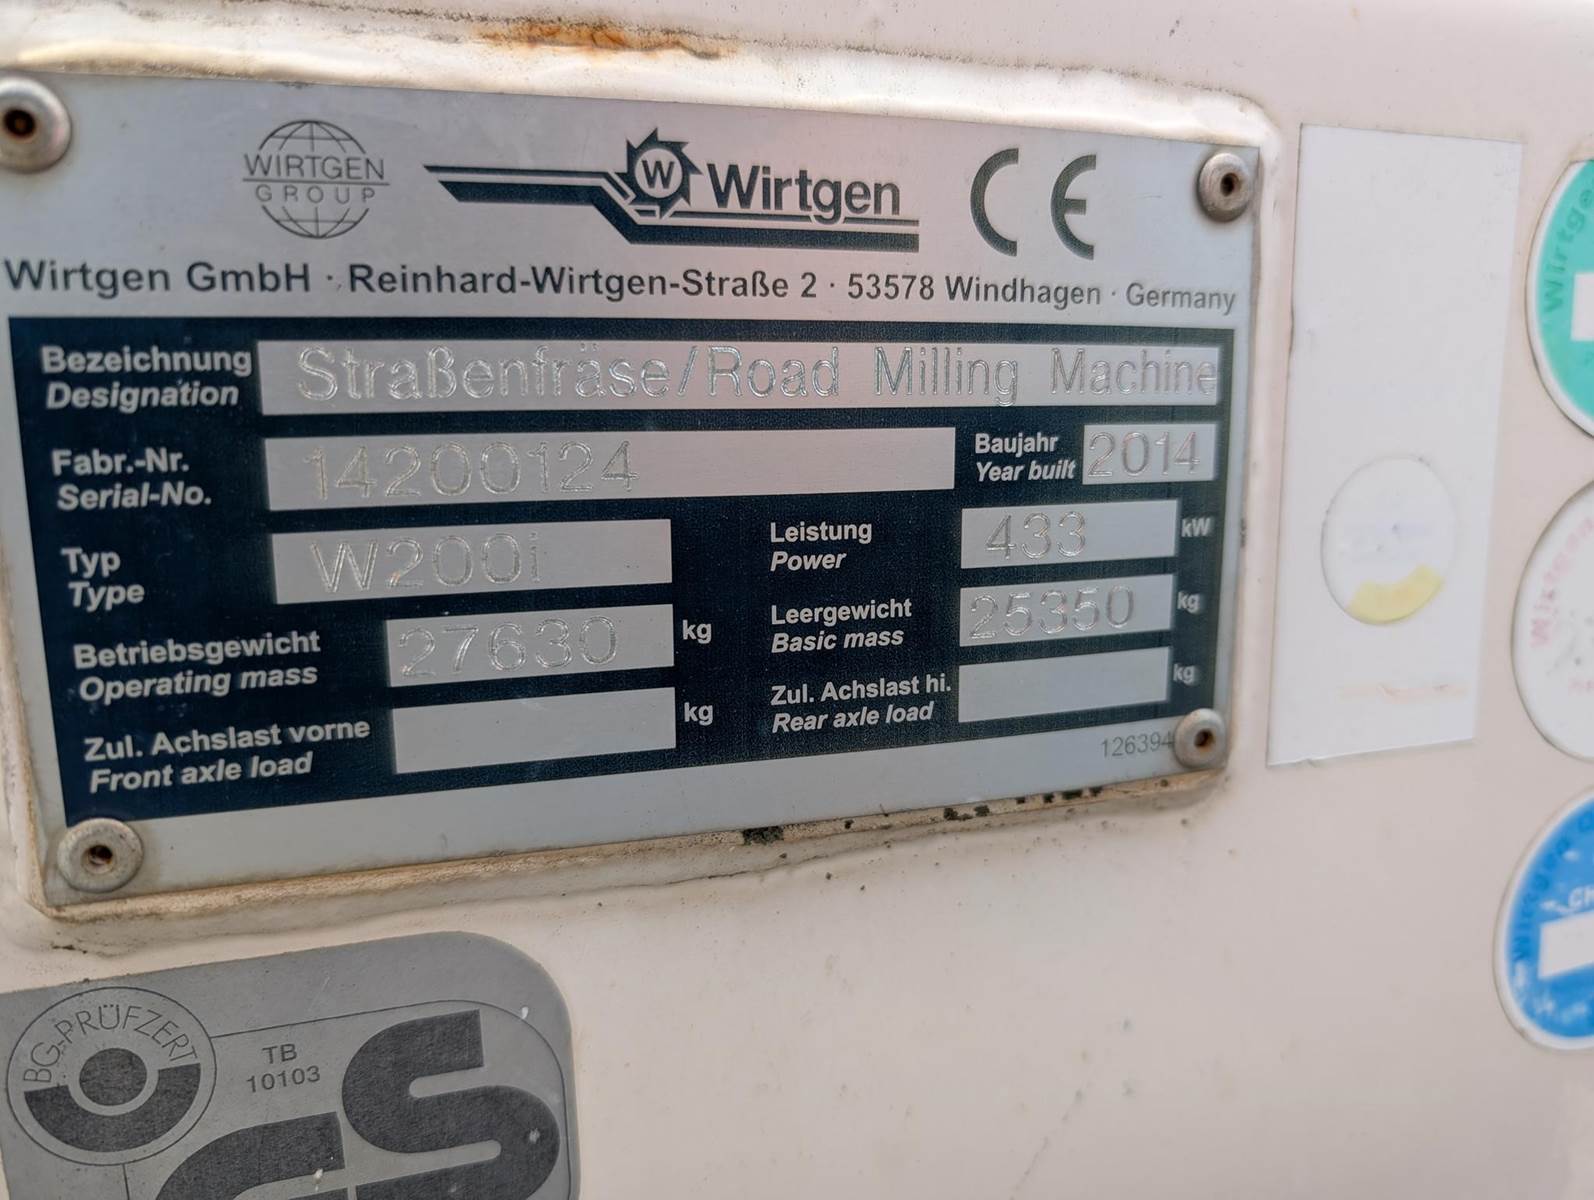 WIRTGEN
GROUP
W Wirtgen CE
Wirtgen GmbH · Reinhard-Wirtgen-Straße 2 · 53578 Windhagen · Germany
Bezeichnung
Designation
Straßenfräse/Road Milling Machine
Fabr.-Nr.
Serial-No.
14200124
Baujahr
Year built
2014
Typ
Type
W200i
Leistung
Power
433 kW
Betriebsgewicht
Operating mass
27630 kg
Leergewicht
Basic mass
25350 kg
Zul. Achslast vorne
Front axle load
kg
Zul. Achslast hi.
Rear axle load
kg
126394
BG-PRÜFZERT
TB
10103
GS
Wirtge